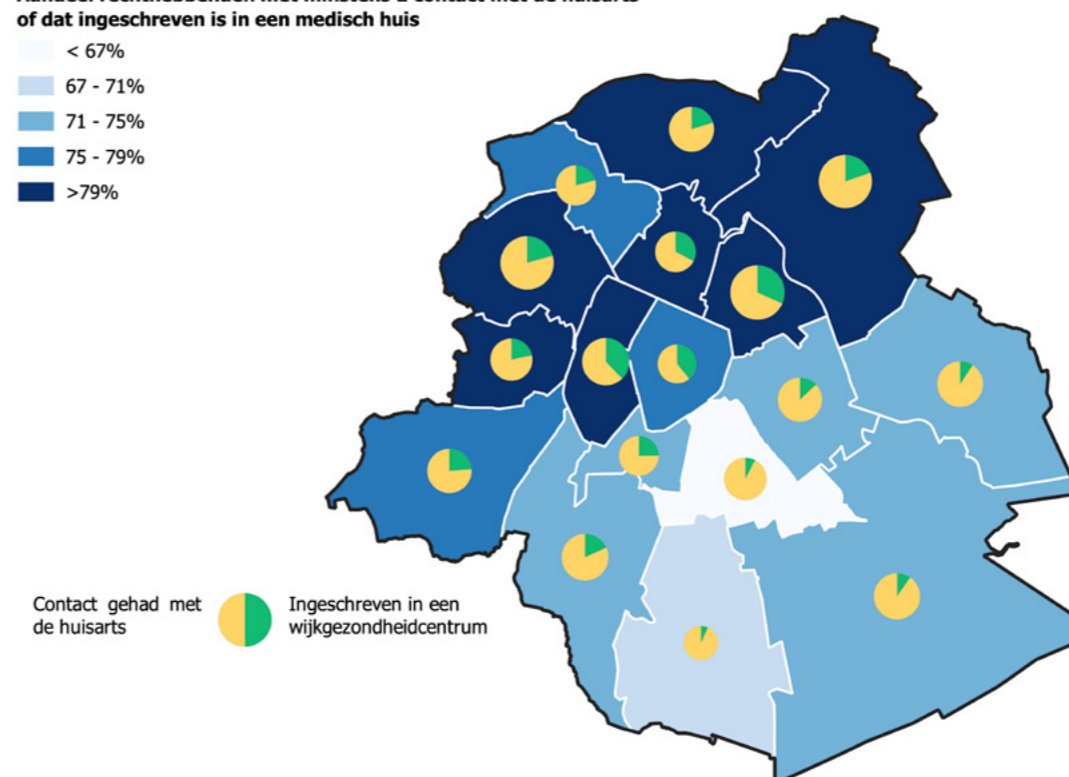 of dat ingeschreven is in een medisch huis
< 67%
67 - 71%
71 - 75%
75 - 79%
>79%
Contact gehad met
de huisarts
Ingeschreven in een
wijkgezondheidcentrum